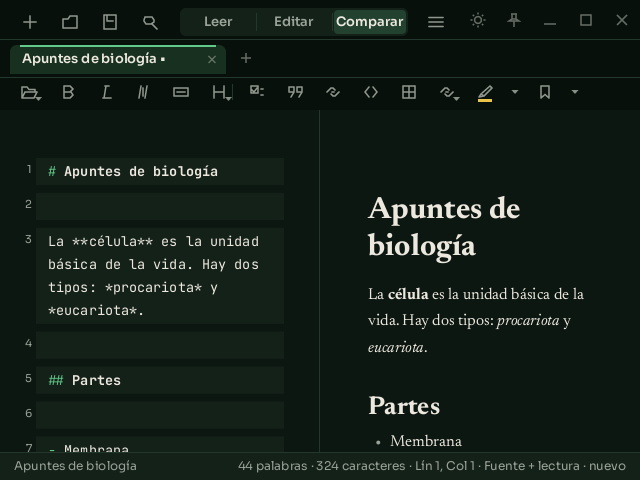 Leer Editar Comparar
Apuntes de biología •
1 # Apuntes de biología
2
3 La **célula** es la unidad
básica de la vida. Hay dos
tipos: *procariota* y
*eucariota*.
4
5 ## Partes
6
7 - Membrana
Apuntes de
biología
La célula es la unidad básica de la
vida. Hay dos tipos: procariota y
eucariota.
Partes
• Membrana
Apuntes de biología 44 palabras · 324 caracteres · Lín 1, Col 1 · Fuente + lectura · nuevo